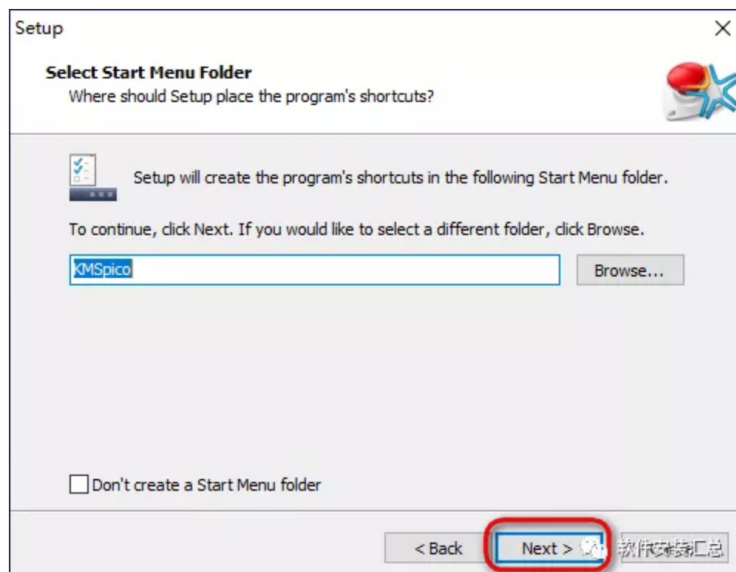 Setup
Select Start Menu Folder
Where should Setup place the program's shortcuts?
Setup will create the program's shortcuts in the following Start Menu folder.
To continue, click Next. If you would like to select a different folder, click Browse.
KMSpico
Browse...
Don't create a Start Menu folder
< Back
Next >
软件安装汇总